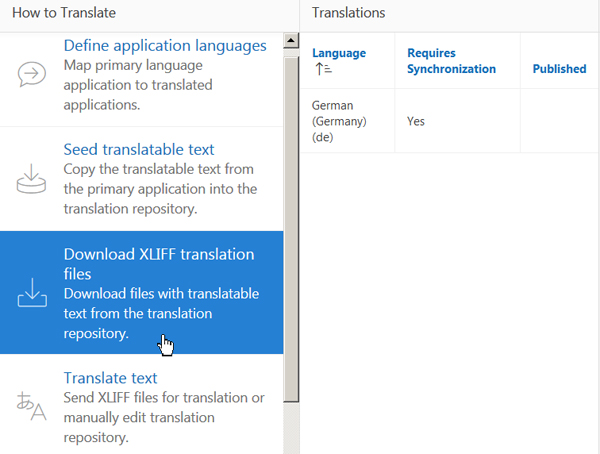 How to Translate
Define application languages
Map primary language
application to translated
applications.
Seed translatable text
Copy the translatable text from
the primary application into the
translation repository.
Download XLIFF translation
files
Download files with translatable
text from the translation
repository.
あA
Translate text
Send XLIFF files for translation or
manually edit translation
repository.
Translations
Language
Requires
Synchronization
Published
German
(Germany)
(de)
Yes